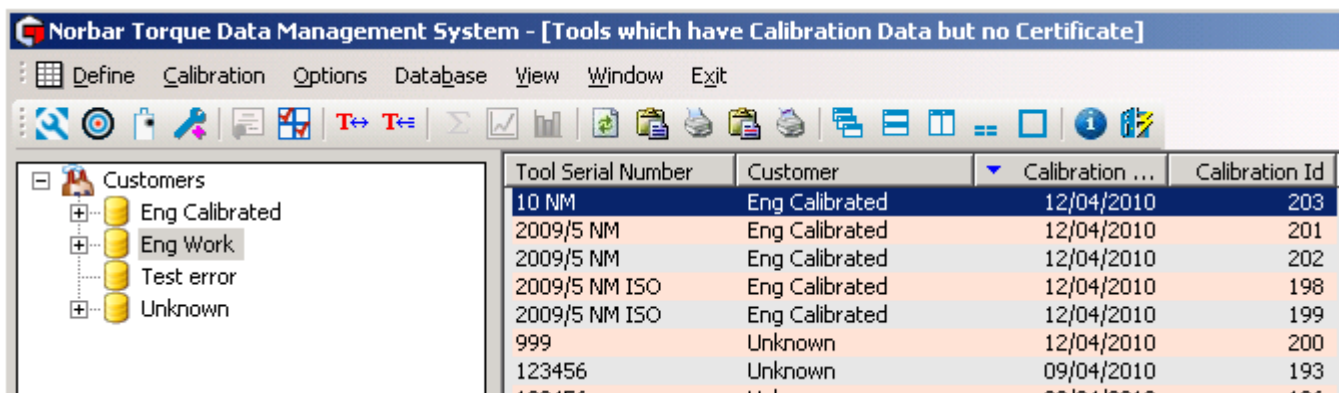 Norbar Torque Data Management System - [Tools which have Calibration Data but no Certificate]
Define Calibration Options Database View Window Exit
Customers
Eng Calibrated
Eng Work
Test error
Unknown
Tool Serial Number Customer Calibration ... Calibration Id
10 NM Eng Calibrated 12/04/2010 203
2009/5 NM Eng Calibrated 12/04/2010 201
2009/5 NM Eng Calibrated 12/04/2010 202
2009/5 NM ISO Eng Calibrated 12/04/2010 198
2009/5 NM ISO Eng Calibrated 12/04/2010 199
999 Unknown 12/04/2010 200
123456 Unknown 09/04/2010 193